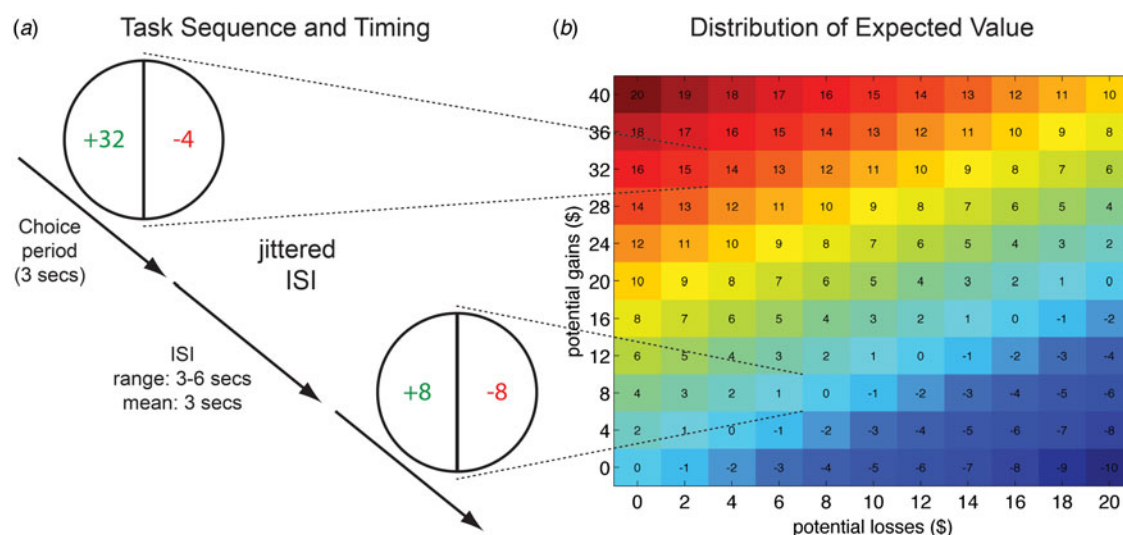 (a) Task Sequence and Timing
+32 -4
Choice
period
(3 secs)
jittered
ISI
ISI
range: 3-6 secs
mean: 3 secs
+8 -8
(b) Distribution of Expected Value
potential gains ($)
40 20 19 18 17 16 15 14 13 12 11 10
36 18 17 16 15 14 13 12 11 10 9 8
32 16 15 14 13 12 11 10 9 8 7 6
28 14 13 12 11 10 9 8 7 6 5 4
24 12 11 10 9 8 7 6 5 4 3 2
20 10 9 8 7 6 5 4 3 2 1 0
16 8 7 6 5 4 3 2 1 0 -1 -2
12 6 5 4 3 2 1 0 -1 -2 -3 -4
8 4 3 2 1 0 -1 -2 -3 -4 -5 -6
4 2 1 0 -1 -2 -3 -4 -5 -6 -7 -8
0 0 -1 -2 -3 -4 -5 -6 -7 -8 -9 -10
0 2 4 6 8 10 12 14 16 18 20
potential losses ($)